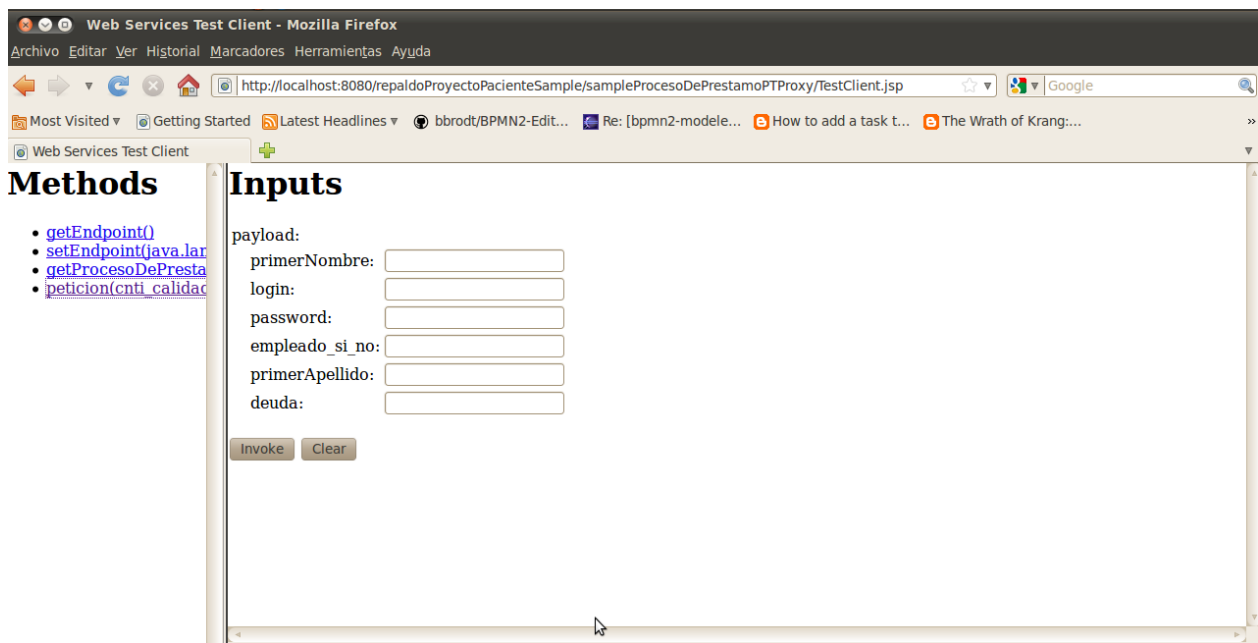 Web Services Test Client - Mozilla Firefox
Archivo Editar Ver Historial Marcadores Herramientas Ayuda
http://localhost:8080/repaldoProyectoPacienteSample/sampleProcesoDePrestamoPTProxy/TestClient.jsp Google
Most Visited Getting Started Latest Headlines bbrodt/BPMN2-Edit... Re: [bpmn2-modele... How to add a task t... The Wrath of Krang:... »
Web Services Test Client
Methods
getEndpoint()
setEndpoint(java.lan
getProcesoDePresta
peticion(cnti_calidad
Inputs
payload:
primerNombre:
login:
password:
empleado_si_no:
primerApellido:
deuda:
Invoke Clear